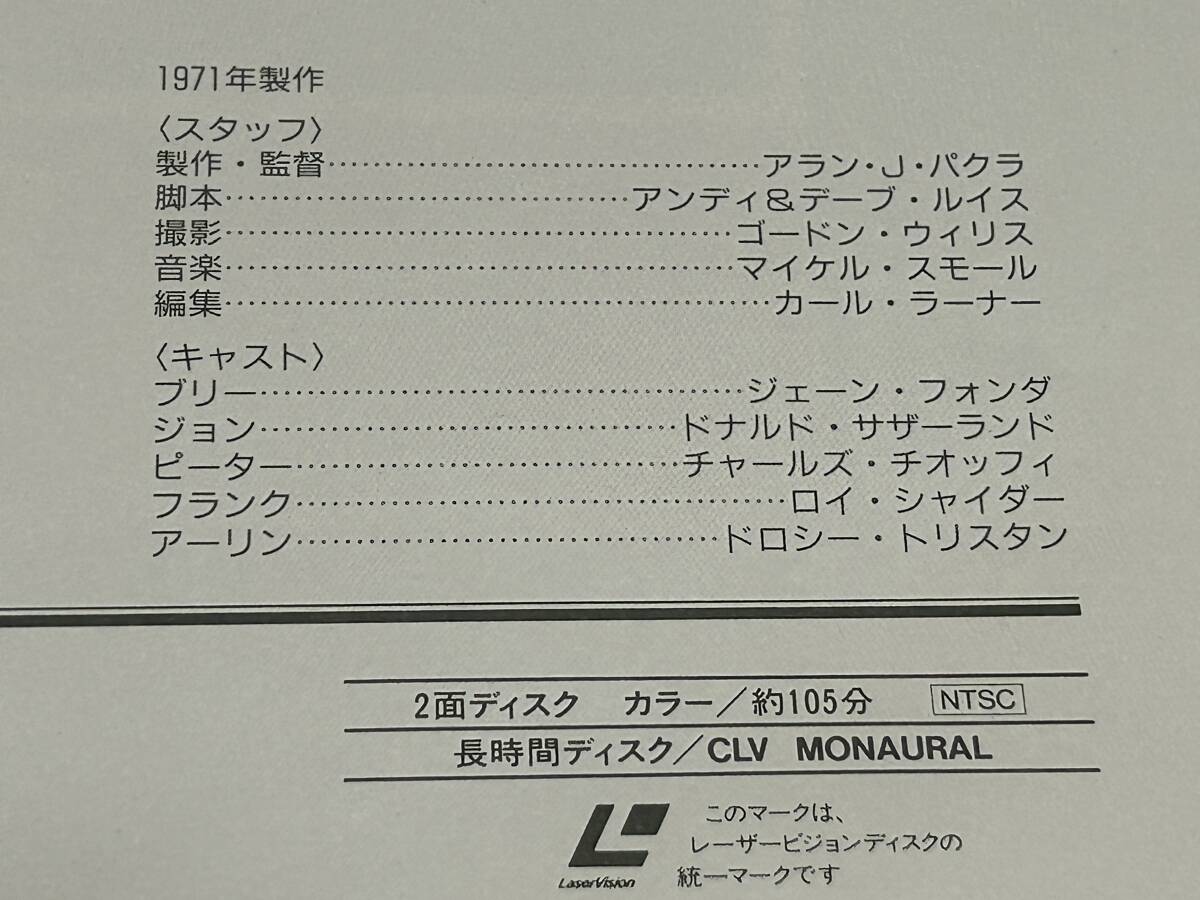 1971年製作
〈スタッフ〉
製作・監督……………………………………アラン・J・パクラ
脚本……………………………………アンディ&デーブ・ルイス
撮影……………………………………ゴードン・ウィリス
音楽……………………………………マイケル・スモール
編集……………………………………カール・ラーナー
〈キャスト〉
ブリー……………………………………ジェーン・フォンダ
ジョン……………………………………ドナルド・サザーランド
ピーター……………………………………チャールズ・チオッフィ
フランク……………………………………ロイ・シャイダー
アーリン……………………………………ドロシー・トリスタン
2面ディスク カラー/約105分 NTSC
長時間ディスク/CLV MONAURAL
このマークは、
レーザービジョンディスクの
統一マークです
LaserVision